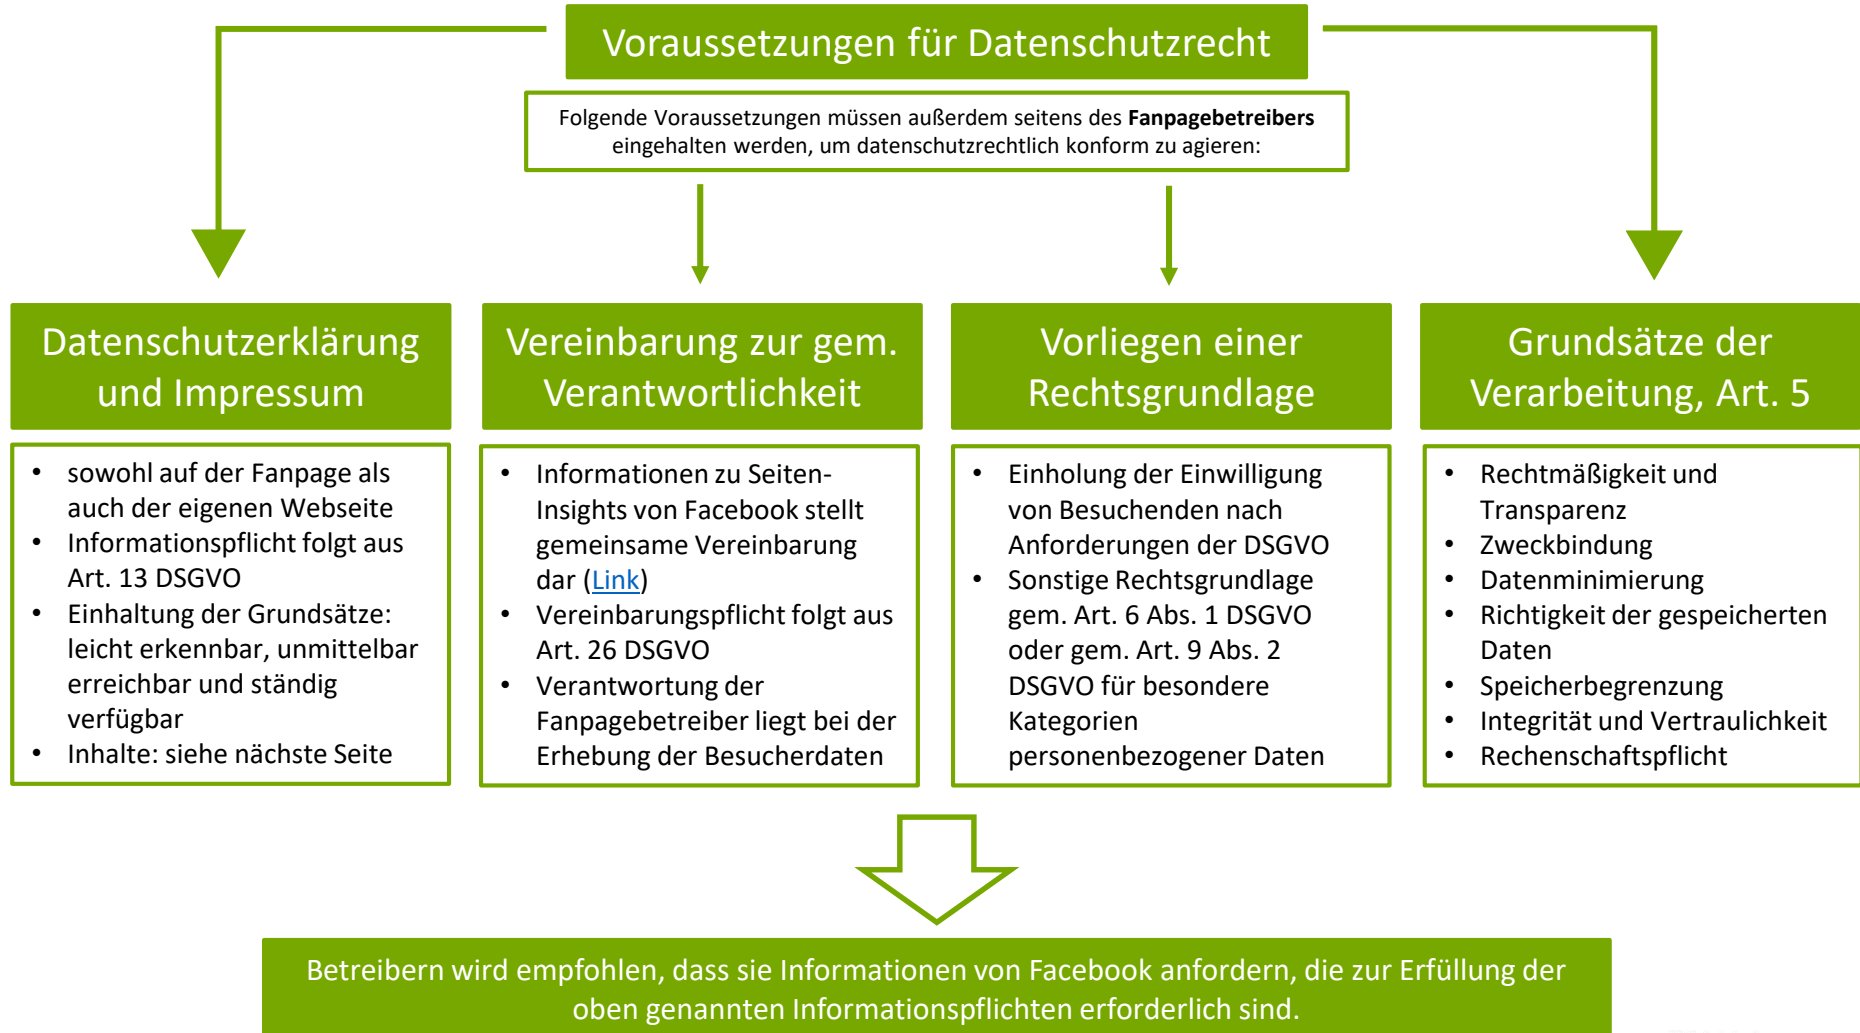 Voraussetzungen für Datenschutzrecht
Folgende Voraussetzungen müssen außerdem seitens des Fanpagebetreibers
eingehalten werden, um datenschutzrechtlich konform zu agieren:
Datenschutzerklärung
und Impressum
• sowohl auf der Fanpage als
auch der eigenen Webseite
• Informationspflicht folgt aus
Art. 13 DSGVO
• Einhaltung der Grundsätze:
leicht erkennbar, unmittelbar
erreichbar und ständig
verfügbar
• Inhalte: siehe nächste Seite
Vereinbarung zur gem.
Verantwortlichkeit
• Informationen zu Seiten-
Insights von Facebook stellt
gemeinsame Vereinbarung
dar (Link)
• Vereinbarungspflicht folgt aus
Art. 26 DSGVO
• Verantwortung der
Fanpagebetreiber liegt bei der
Erhebung der Besucherdaten
Vorliegen einer
Rechtsgrundlage
• Einholung der Einwilligung
von Besuchenden nach
Anforderungen der DSGVO
• Sonstige Rechtsgrundlage
gem. Art. 6 Abs. 1 DSGVO
oder gem. Art. 9 Abs. 2
DSGVO für besondere
Kategorien
personenbezogener Daten
Grundsätze der
Verarbeitung, Art. 5
• Rechtmäßigkeit und
Transparenz
• Zweckbindung
• Datenminimierung
• Richtigkeit der gespeicherten
Daten
• Speicherbegrenzung
• Integrität und Vertraulichkeit
• Rechenschaftspflicht
Betreibern wird empfohlen, dass sie Informationen von Facebook anfordern, die zur Erfüllung der
oben genannten Informationspflichten erforderlich sind.